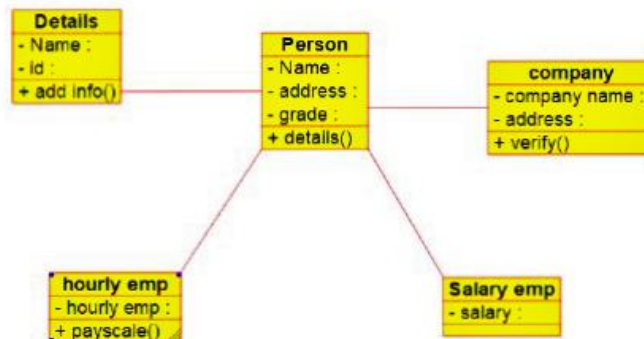 Details
- Name :
- id :
+ add info()
Person
- Name :
- address :
- grade :
+ details()
company
- company name :
- address :
+ verify()
hourly emp
- hourly emp :
+ payscale()
Salary emp
- salary :